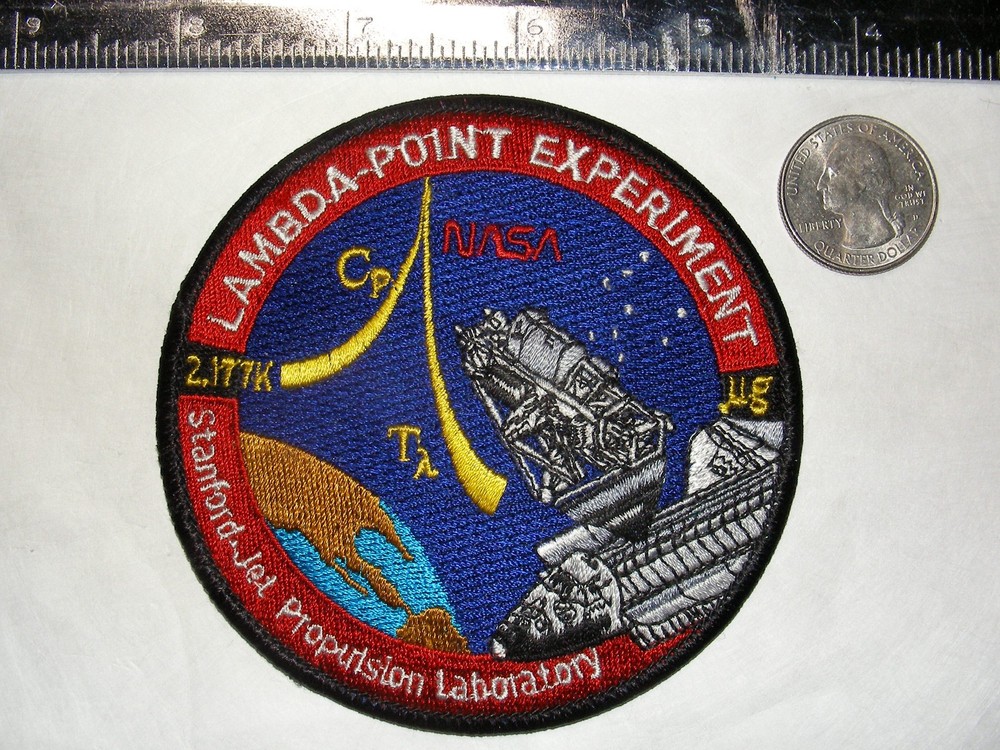 9 8 7 6 5 4
LAMBDA-POINT EXPERIMENT
NASA
Cp
2.177K
μg
Tλ
Stanford-Jet Propulsion Laboratory
UNITED STATES OF AMERICA
LIBERTY
IN
GOD WE
TRUST
D
QUARTER DOLLAR